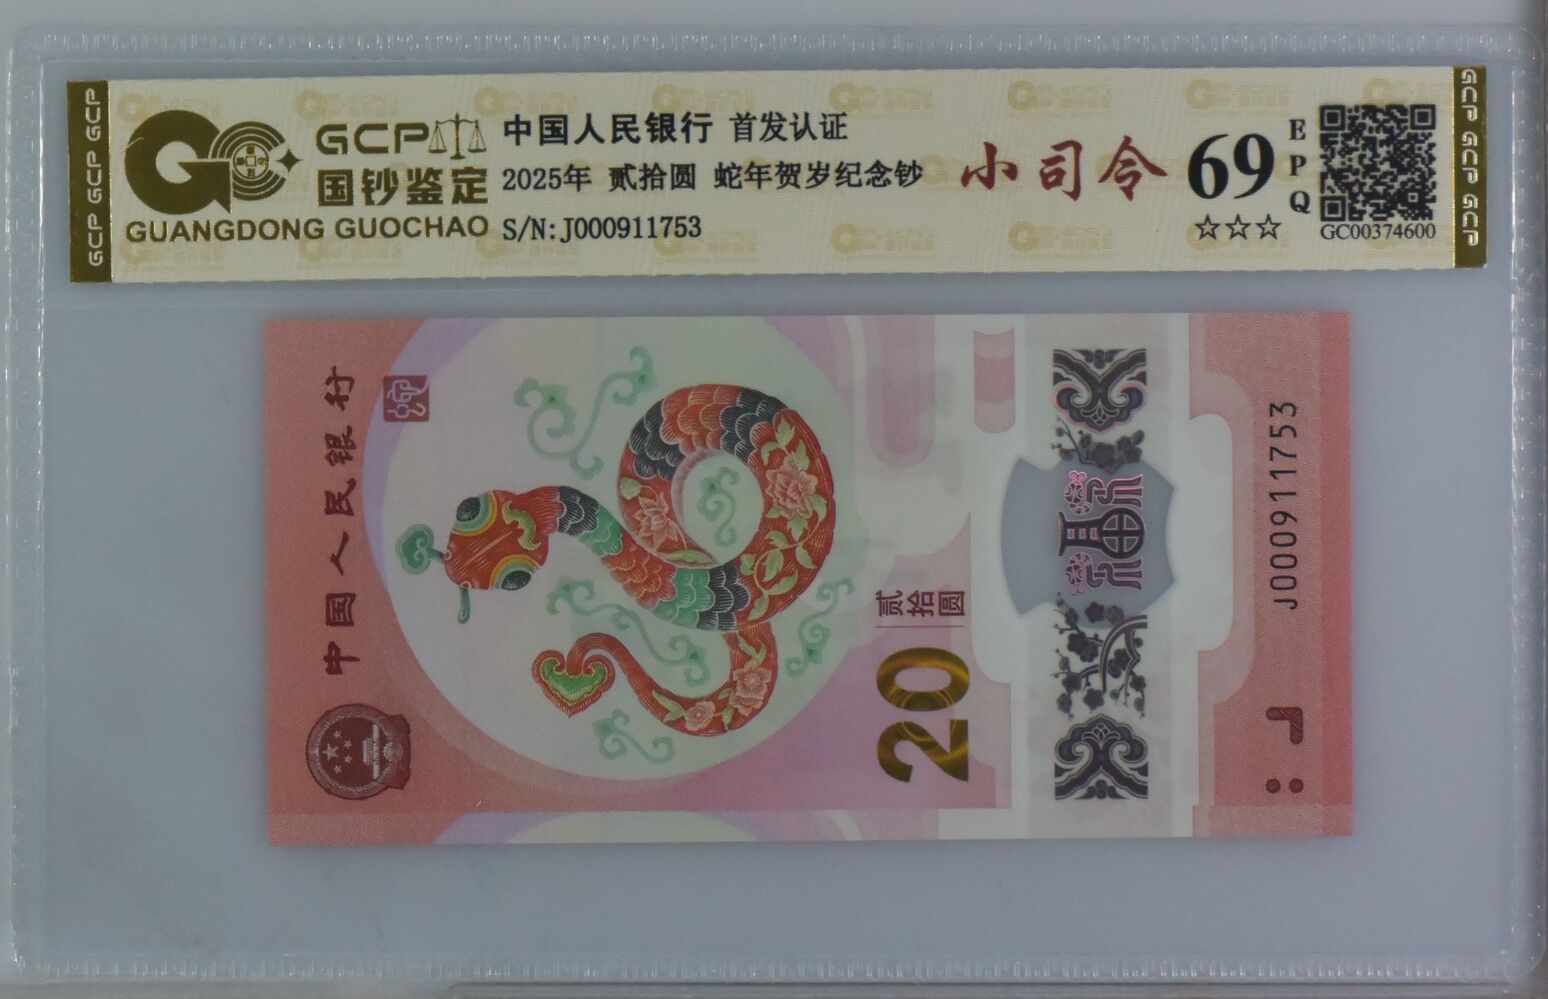 GCP
国钞鉴定
GUANGDONG GUOCHAO
中国人民银行 首发认证
2025年 贰拾圆 蛇年贺岁纪念钞
S/N:J000911753
小司令
69
EPQ
☆☆☆
GC00374600
GCP GCP GCP
GCP GCP GCP
中国人民银行
贰拾圆
20
福
J000911753